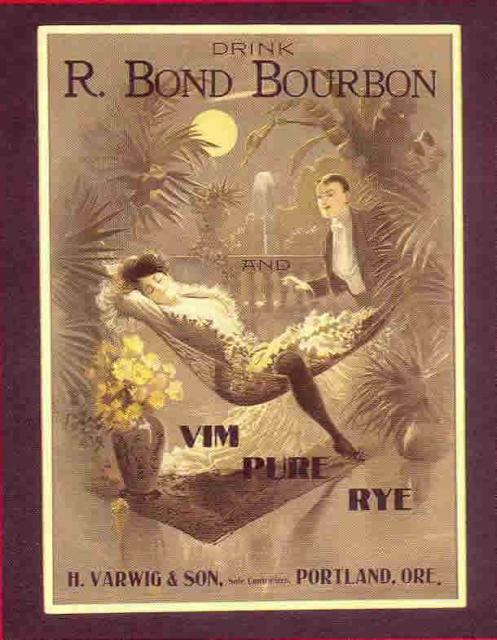 DRINK
R. BOND BOURBON
AND
VIM
PURE
RYE
H. VARWIG & SON, Sole Controllers, PORTLAND, ORE.